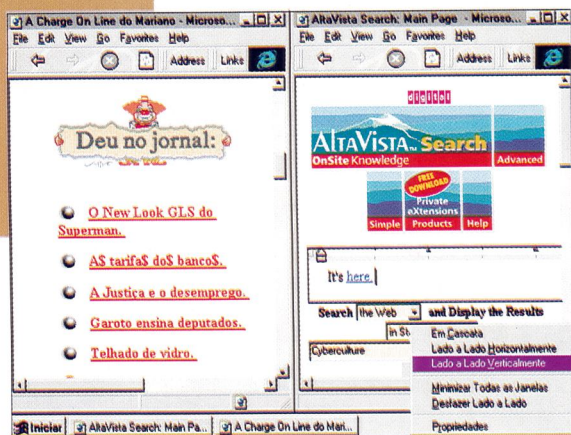 A Charge On Line do Mariano - Microso...
File Edit View Go Favorites Help
Address Links
Deu no jornal:
O New Look GLS do
Superman.
A$ tarifa$ do$ banco$.
A Justiça e o desemprego.
Garoto ensina deputados.
Telhado de vidro.
AltaVista Search: Main Page - Microso...
File Edit View Go Favorites Help
Address Links
digital
ALTAVISTA™ Search
OnSite Knowledge Advanced
FREE
DOWNLOAD
Private
eXtensions
Simple Products Help
It's here.
Search the Web and Display the Results
in St
Cyberculture
Em Cascata
Lado a Lado Horizontalmente
Lado a Lado Verticalmente
Minimizar Todas as Janelas
Desfazer Lado a Lado
Propriedades
Iniciar AltaVista Search: Main Pa... A Charge On Line do Mari...